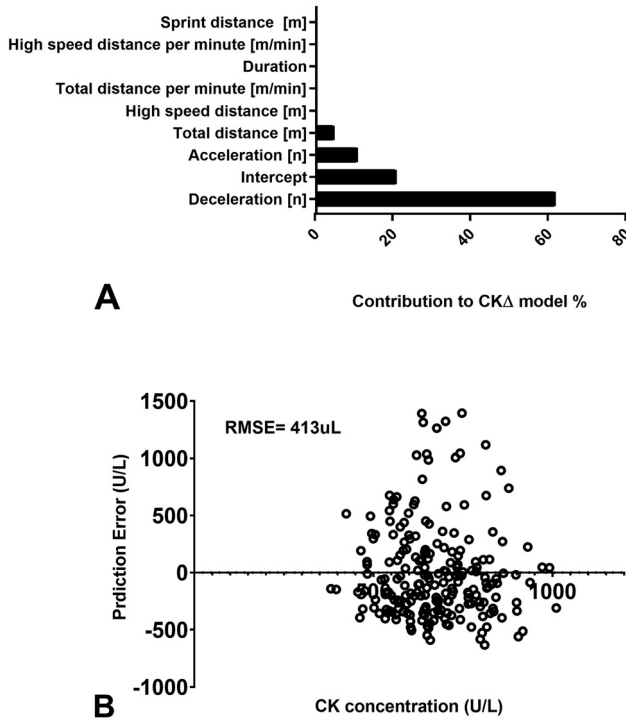 Sprint distance [m]
High speed distance per minute [m/min]
Duration
Total distance per minute [m/min]
High speed distance [m]
Total distance [m]
Acceleration [n]
Intercept
Deceleration [n]
0 20 40 60 80
A
Contribution to CKΔ model %
1500
RMSE= 413uL
1000
500
0
-500
-1000
1000
Prdiction Error (U/L)
B
CK concentration (U/L)